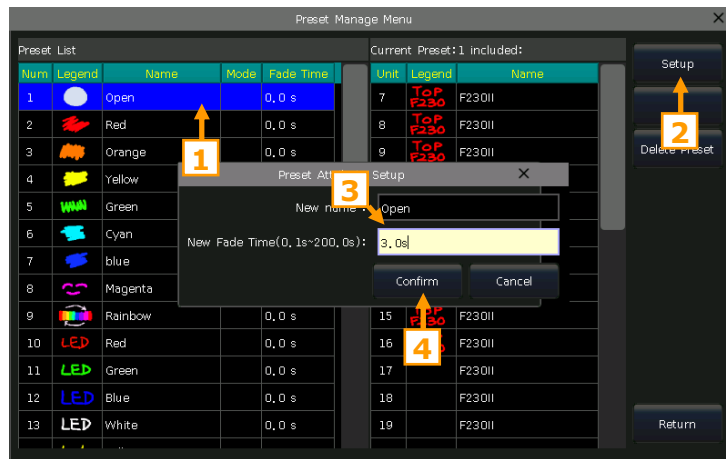 Preset Manage Menu
Preset List
Current Preset:1 included:
Setup
Num Legend Name Mode Fade Time
Unit Legend Name
1 Open 0.0 s
7 TOP F230 F230II
2 Red 0.0 s
8 TOP F230 F230II
2
3 Orange 0.0 s
9 TOP F230 F230II
Delete Preset
1
4 Yellow
Preset Setup
3
5 Green
New name : Open
6 Cyan
New Fade Time(0.1s~200.0s): 3.0s
7 blue
8 Magenta
Confirm Cancel
9 Rainbow 0.0 s
15 F230II
10 LED Red 0.0 s
16 F230II
4
11 LED Green 0.0 s
17 F230II
12 LED Blue 0.0 s
18 F230II
13 LED White 0.0 s
19 F230II
Return